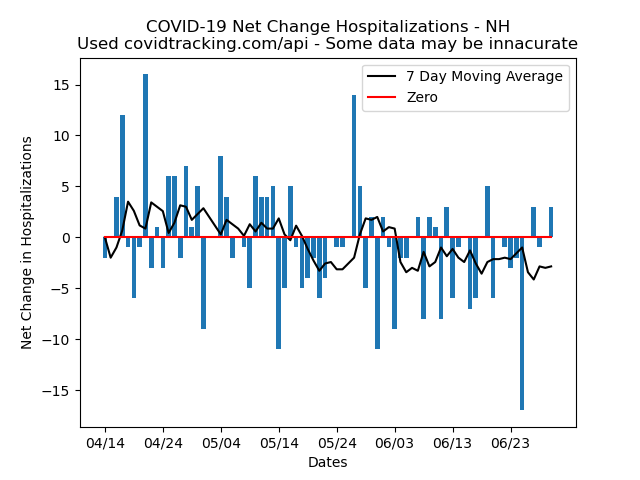 COVID-19 Net Change Hospitalizations - NH
Used covidtracking.com/api - Some data may be innacurate
7 Day Moving Average
Zero
Net Change in Hospitalizations
15
10
5
0
−5
−10
−15
04/14 04/24 05/04 05/14 05/24 06/03 06/13 06/23
Dates